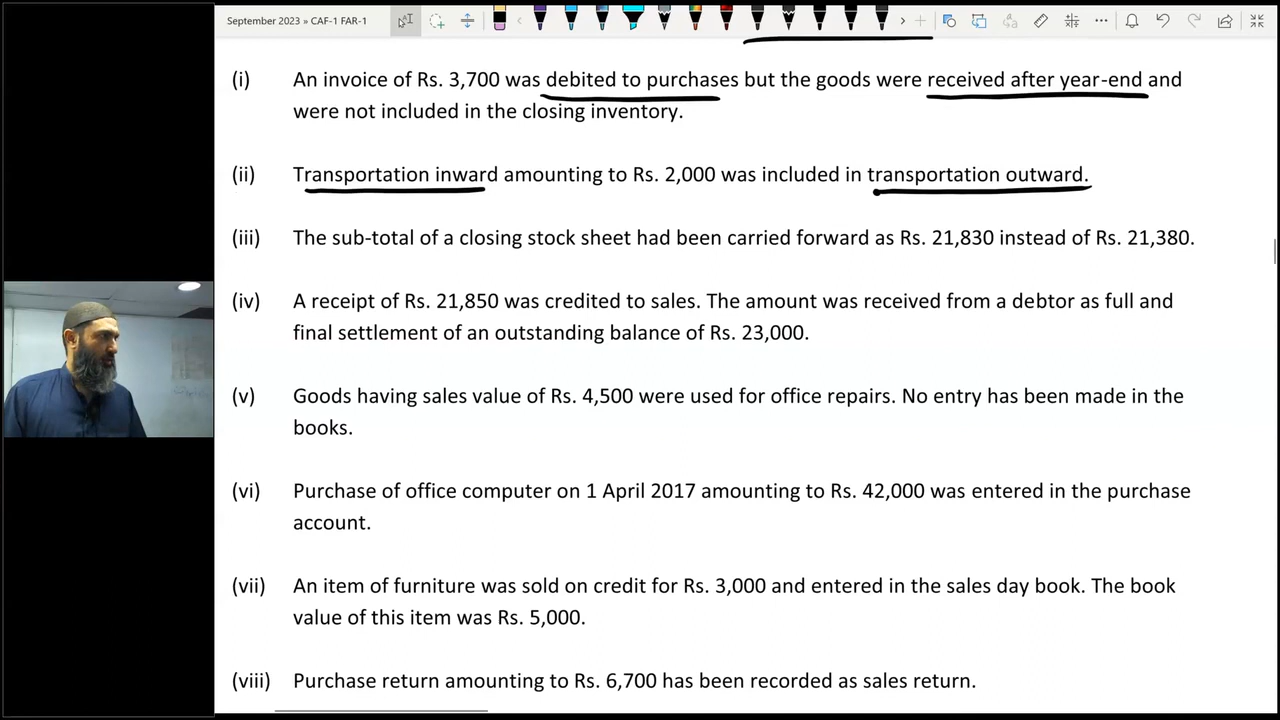 September 2023 » CAF-1 FAR-1
(i) An invoice of Rs. 3,700 was debited to purchases but the goods were received after year-end and
were not included in the closing inventory.
(ii) Transportation inward amounting to Rs. 2,000 was included in transportation outward.
(iii) The sub-total of a closing stock sheet had been carried forward as Rs. 21,830 instead of Rs. 21,380.
(iv) A receipt of Rs. 21,850 was credited to sales. The amount was received from a debtor as full and
final settlement of an outstanding balance of Rs. 23,000.
(v) Goods having sales value of Rs. 4,500 were used for office repairs. No entry has been made in the
books.
(vi) Purchase of office computer on 1 April 2017 amounting to Rs. 42,000 was entered in the purchase
account.
(vii) An item of furniture was sold on credit for Rs. 3,000 and entered in the sales day book. The book
value of this item was Rs. 5,000.
(viii) Purchase return amounting to Rs. 6,700 has been recorded as sales return.